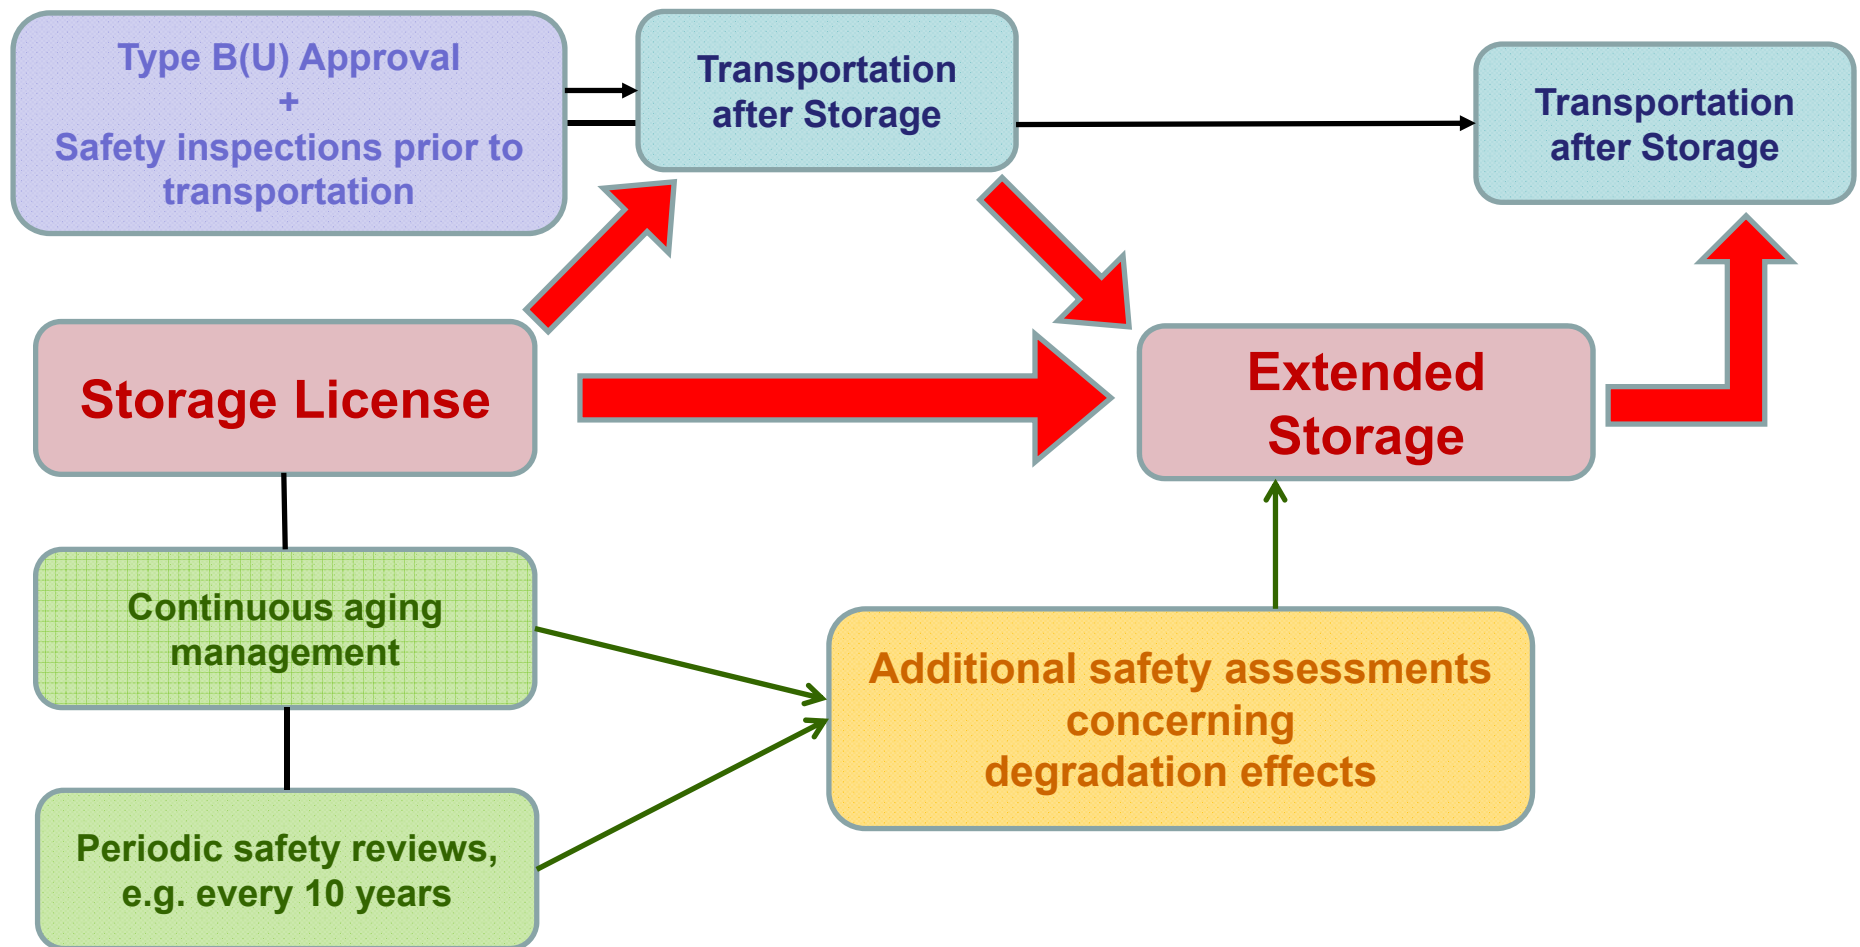 Type B(U) Approval
+
Safety inspections prior to
transportation
Transportation
after Storage
Transportation
after Storage
Storage License
Extended
Storage
Continuous aging
management
Additional safety assessments
concerning
degradation effects
Periodic safety reviews,
e.g. every 10 years